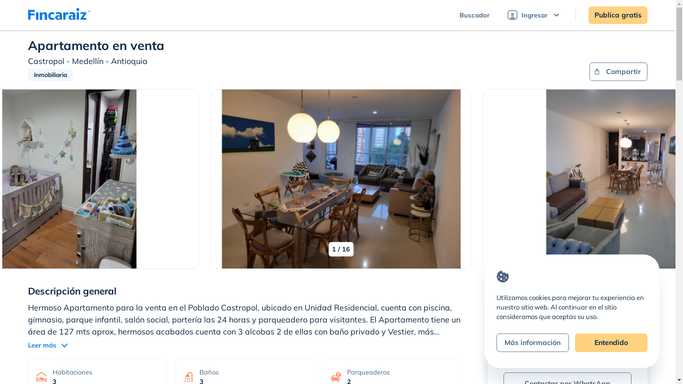 Fincaraiz
Buscador
Ingresar
Publica gratis
Apartamento en venta
Castropol - Medellín - Antioquia
Inmobiliaria
Compartir
1 / 16
Descripción general
Hermoso Apartamento para la venta en el Poblado Castropol, ubicado en Unidad Residencial, cuenta con piscina,
gimnasio, parque infantil, salón social, portería las 24 horas y parqueadero para visitantes. El Apartamento tiene un
área de 127 mts aprox, hermosos acabados cuenta con 3 alcobas 2 de ellas con baño privado y Vestier, más...
Leer más
Habitaciones
3
Baños
3
Parqueaderos
2
Utilizamos cookies para mejorar tu experiencia en
nuestro sitio web. Al continuar en el sitio
consideramos que aceptas su uso.
Más información
Entendido
Contactar por WhatsApp